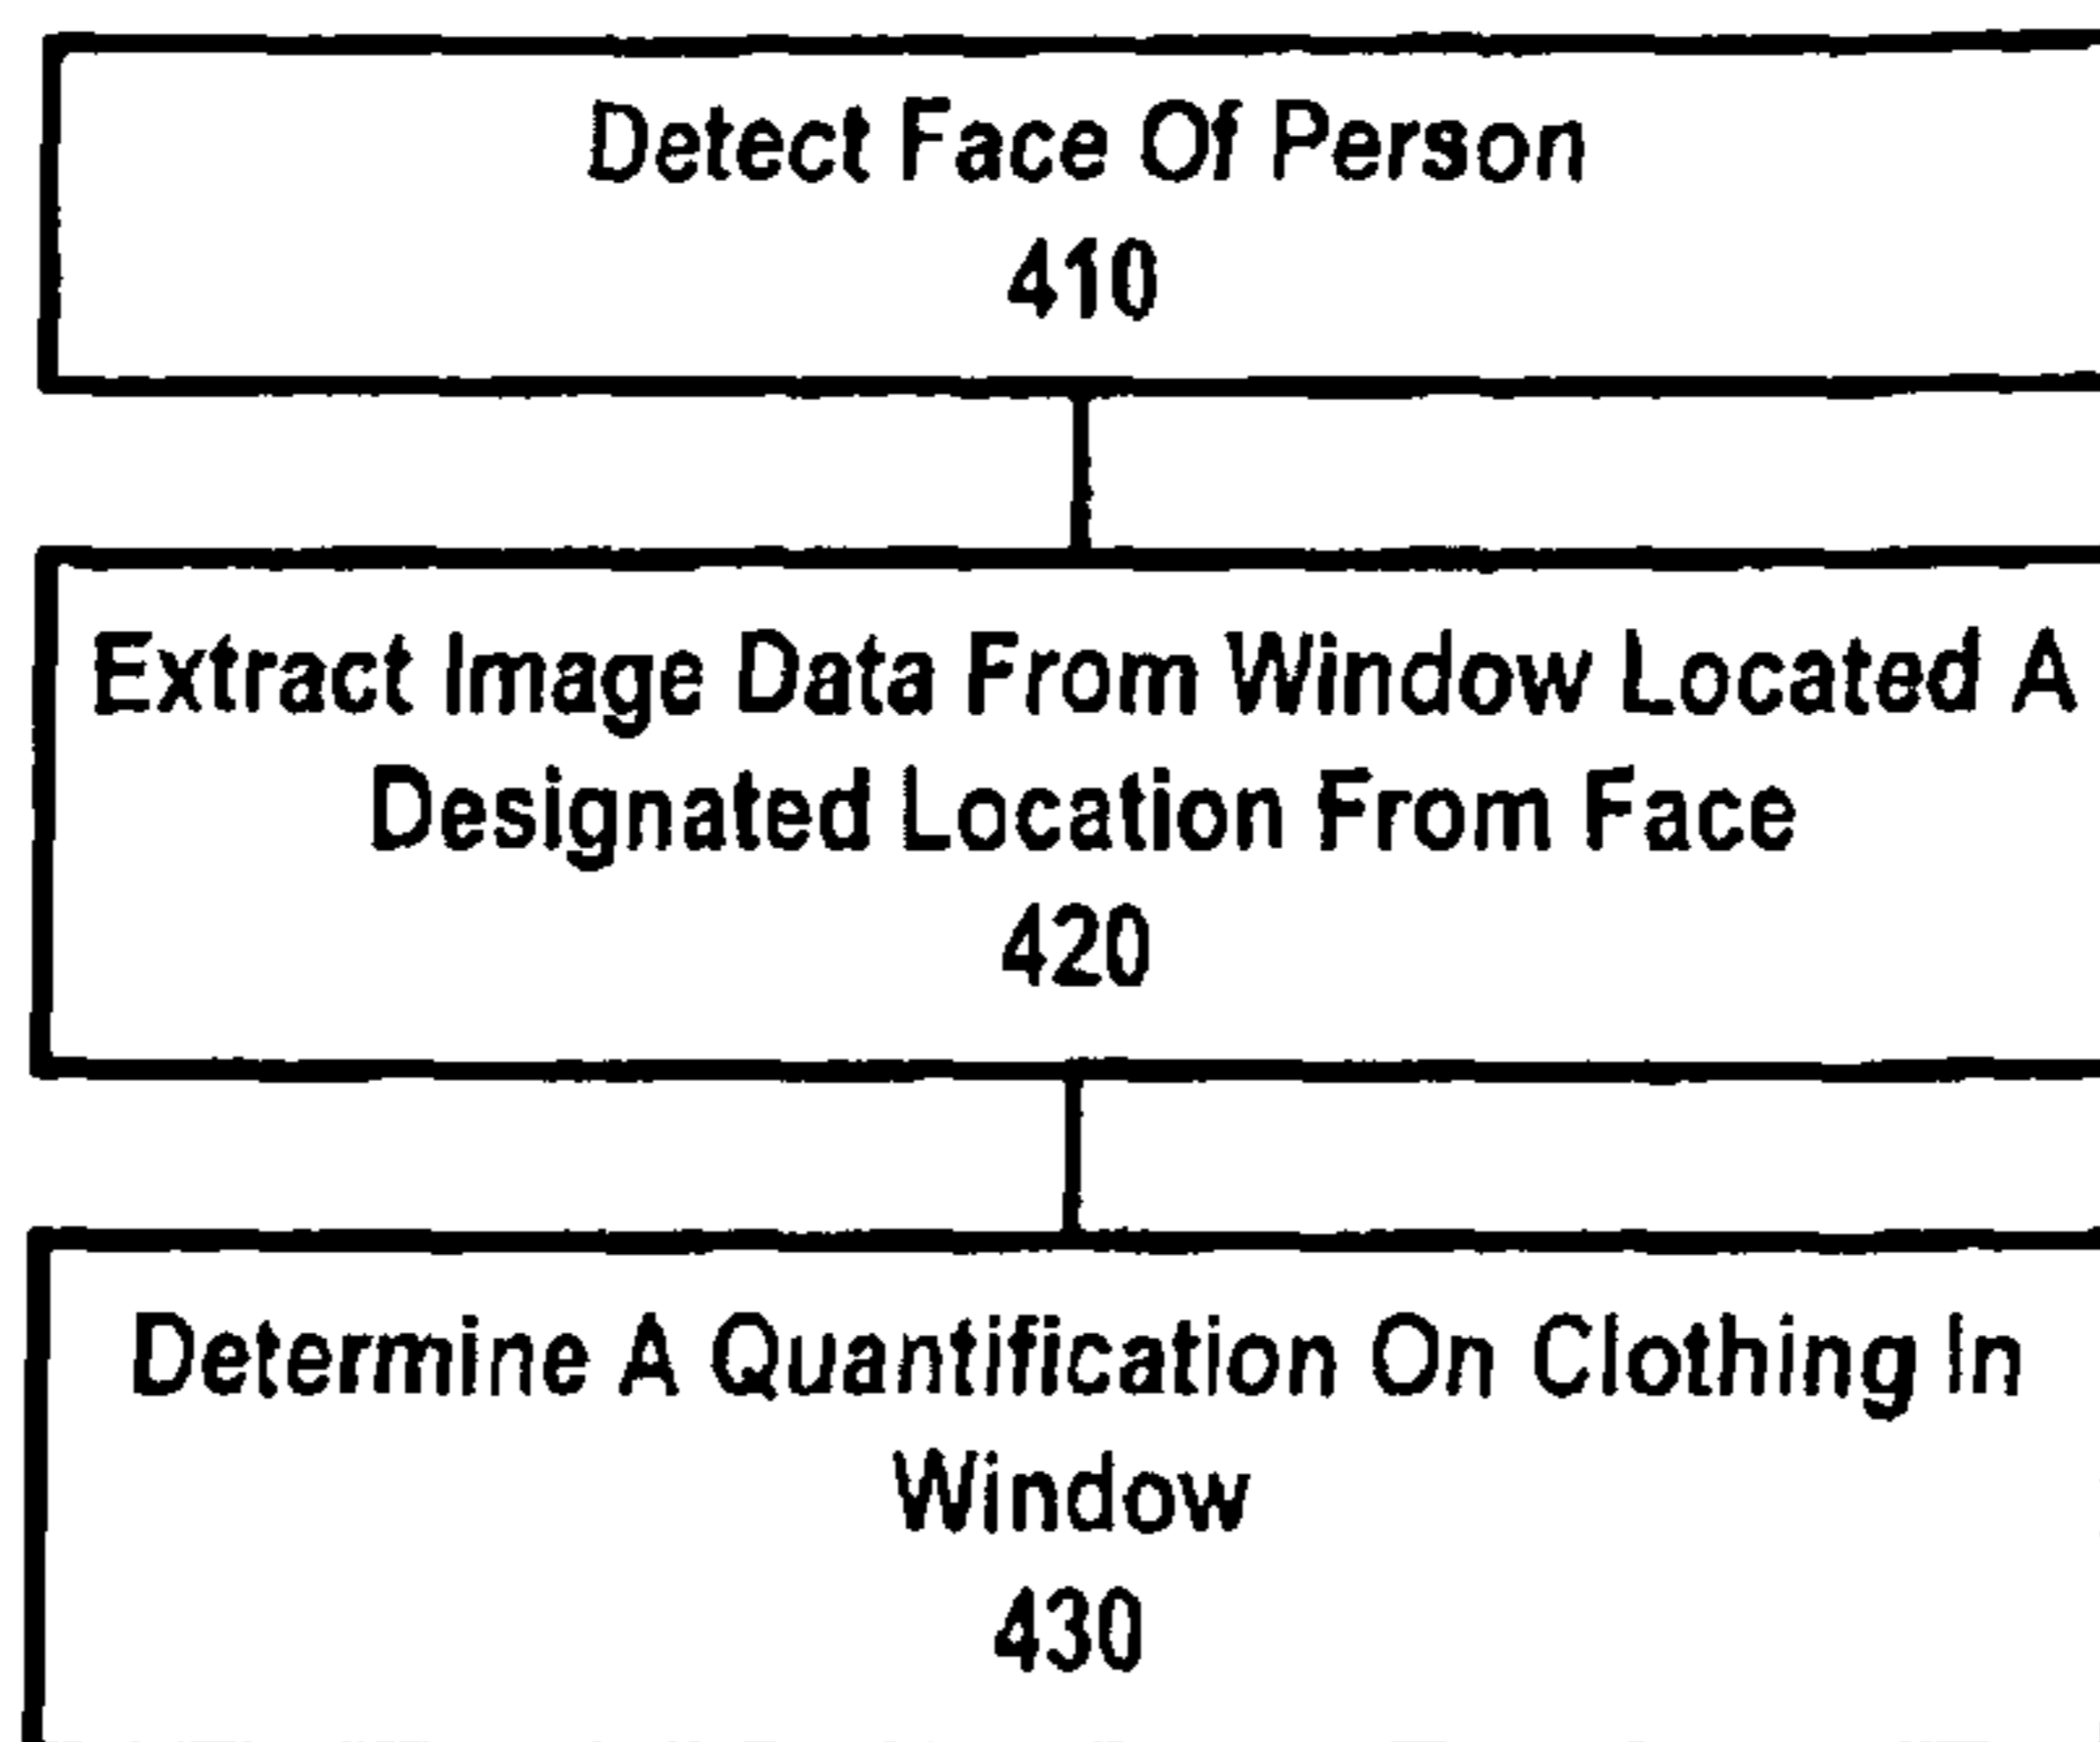 Detect Face Of Person
410
Extract Image Data From Window Located A
Designated Location From Face
420
Determine A Quantification On Clothing In
Window
430